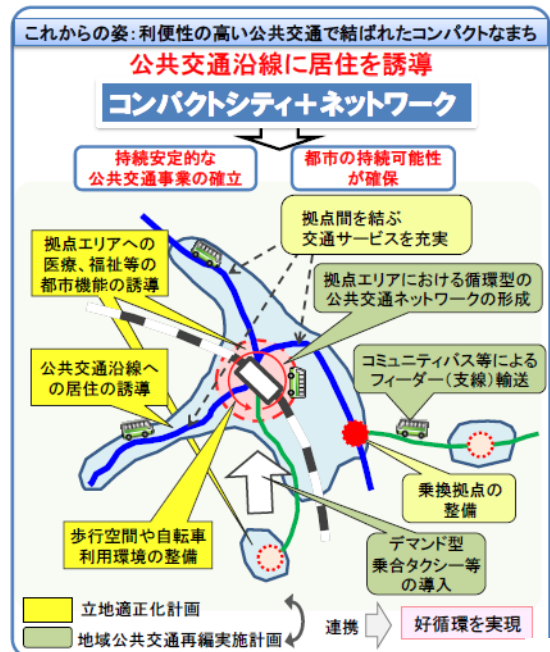 これからの姿：利便性の高い公共交通で結ばれたコンパクトなまち
公共交通沿線に居住を誘導
コンパクトシティ＋ネットワーク
持続安定的な
公共交通事業の確立
都市の持続可能性
が確保
拠点間を結ぶ
交通サービスを充実
拠点エリアへの
医療、福祉等の
都市機能の誘導
拠点エリアにおける循環型の
公共交通ネットワークの形成
公共交通沿線へ
の居住の誘導
コミュニティバス等による
フィーダー（支線）輸送
乗換拠点の
整備
歩行空間や自転車
利用環境の整備
デマンド型
乗合タクシー等
の導入
立地適正化計画
地域公共交通再編実施計画
連携
好循環を実現